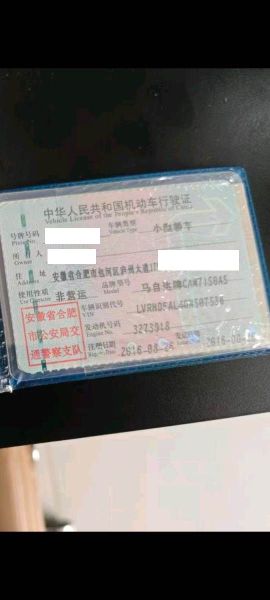 中华人民共和国机动车行驶证
Vehicle License of the People's Republic of China
号牌号码
Plate No.
车辆类型
Vehicle Type
小型轿车
所 有 人
Owner
住 址
Address
安徽省合肥市包河区庐州大道1
使用性质
Use Character
非营运
品牌型号
Model
马自达牌CAM7150A5
安徽省合肥
市公安局交
通警察支队
车辆识别代号
VIN
发动机号码
Engine No.
3273918
注册日期
2016-08-
发证日期
2016-08-